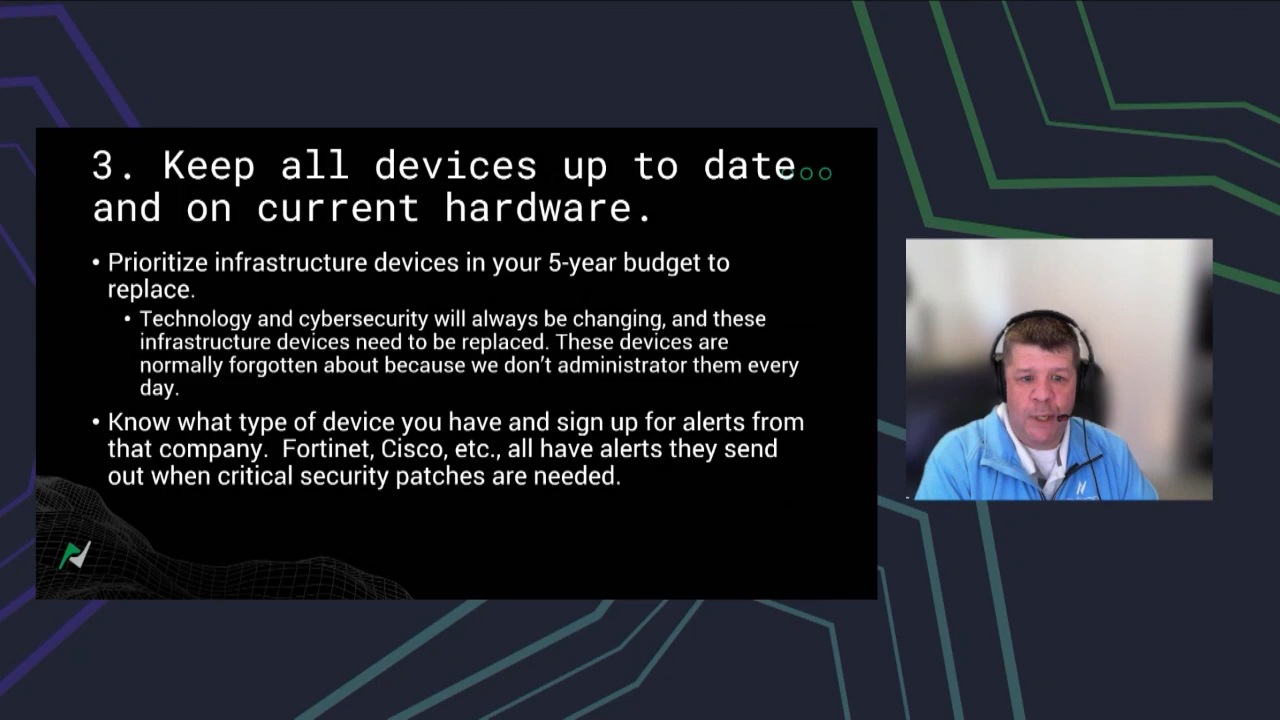 3. Keep all devices up to date…
and on current hardware.
• Prioritize infrastructure devices in your 5-year budget to
replace.
• Technology and cybersecurity will always be changing, and these
infrastructure devices need to be replaced. These devices are
normally forgotten about because we don’t administrator them every
day.
• Know what type of device you have and sign up for alerts from
that company.  Fortinet, Cisco, etc., all have alerts they send
out when critical security patches are needed.